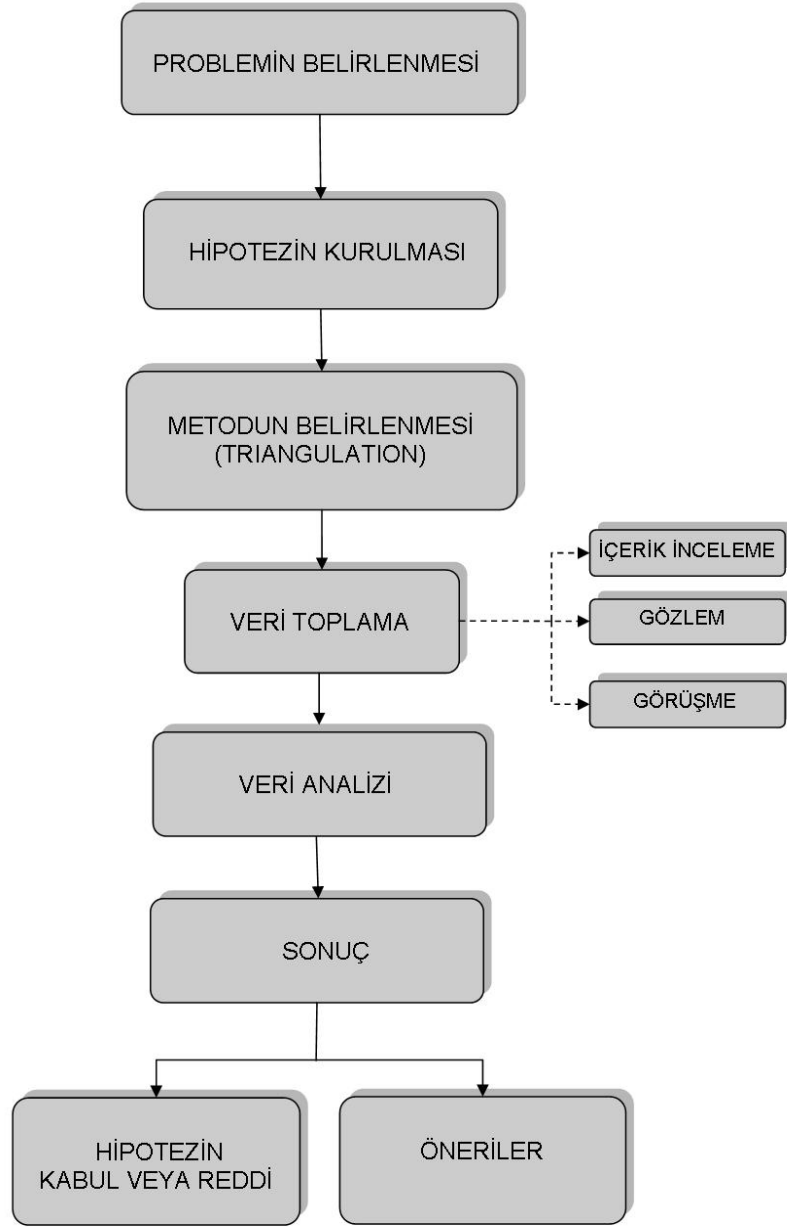 PROBLEMİN BELİRLENMESİ
HİPOTEZİN KURULMASI
METODUN BELİRLENMESİ
(TRIANGULATION)
VERİ TOPLAMA
İÇERİK İNCELEME
GÖZLEM
GÖRÜŞME
VERİ ANALİZİ
SONUÇ
HİPOTEZİN
KABUL VEYA REDDİ
ÖNERİLER